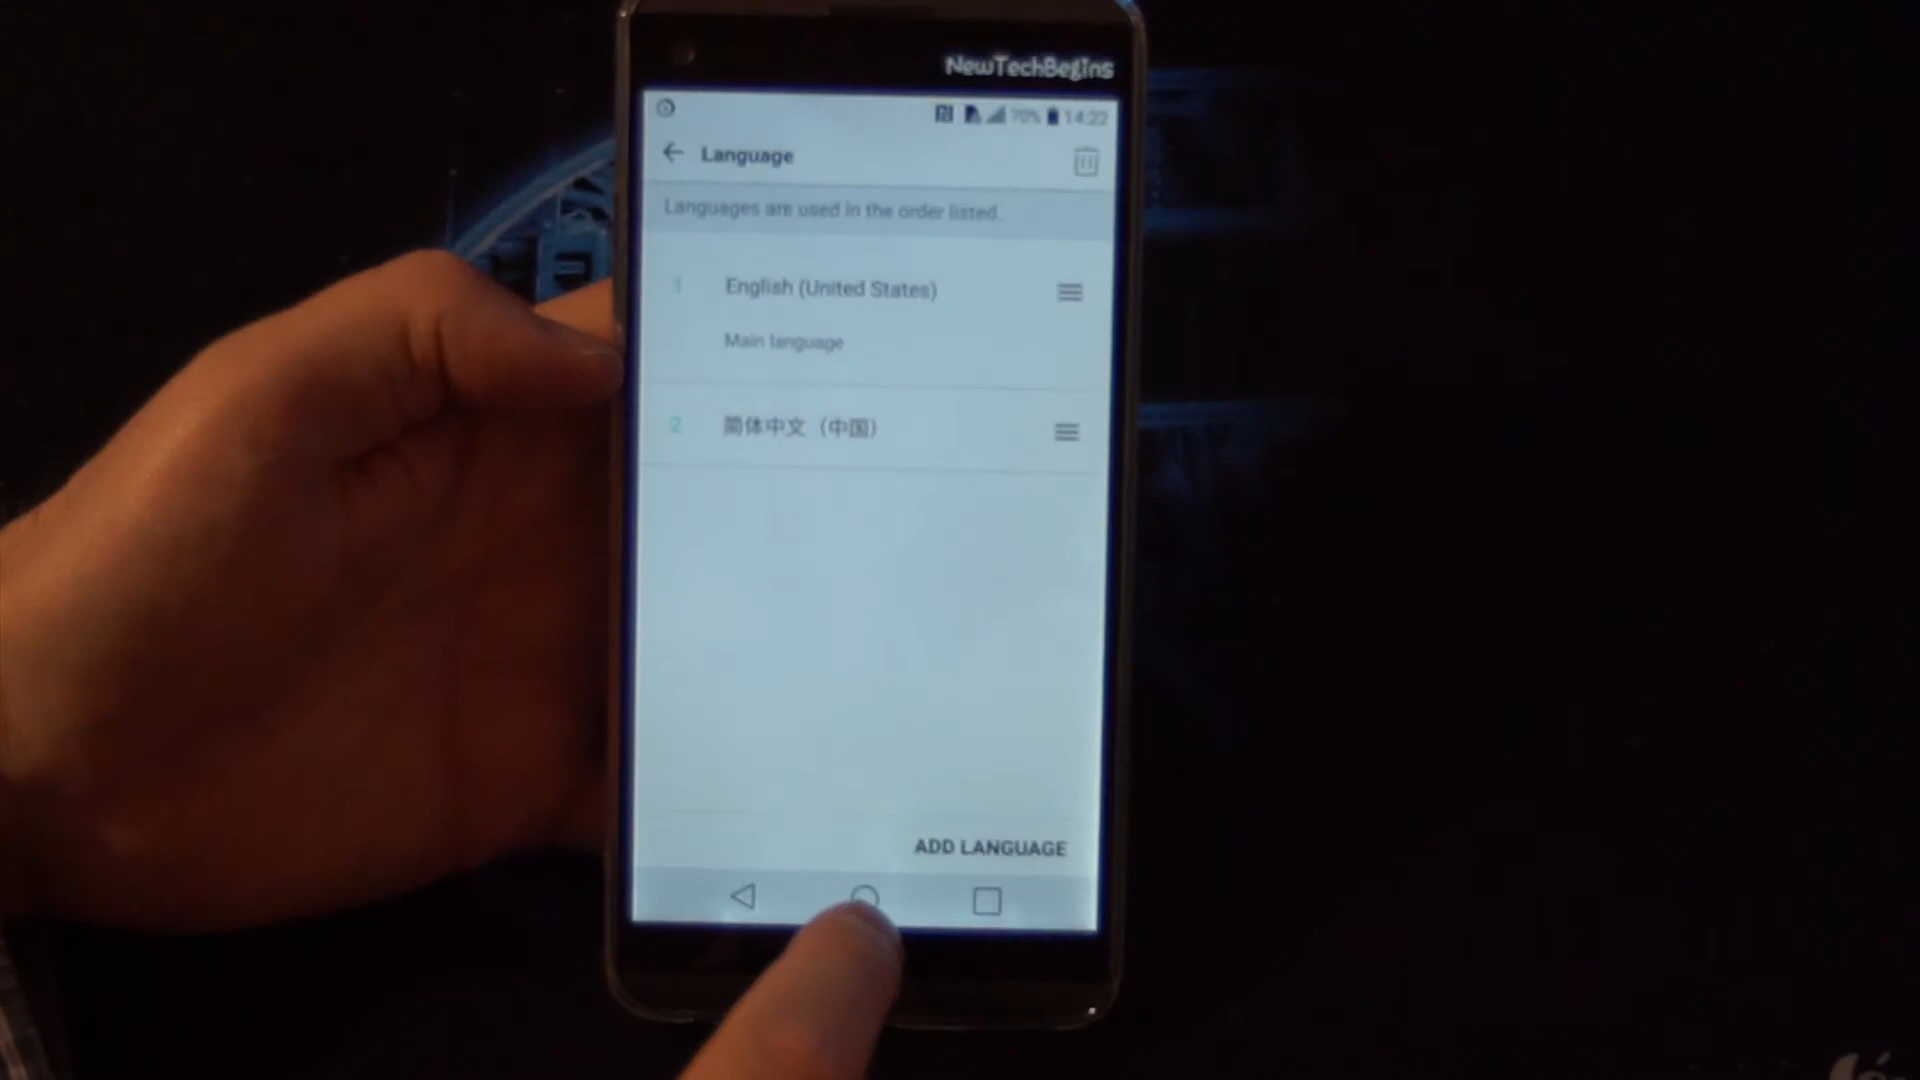 NewTechBegins
70% 14:22
Language
Languages are used in the order listed.
1 English (United States)
Main language
2 简体中文（中国）
ADD LANGUAGE